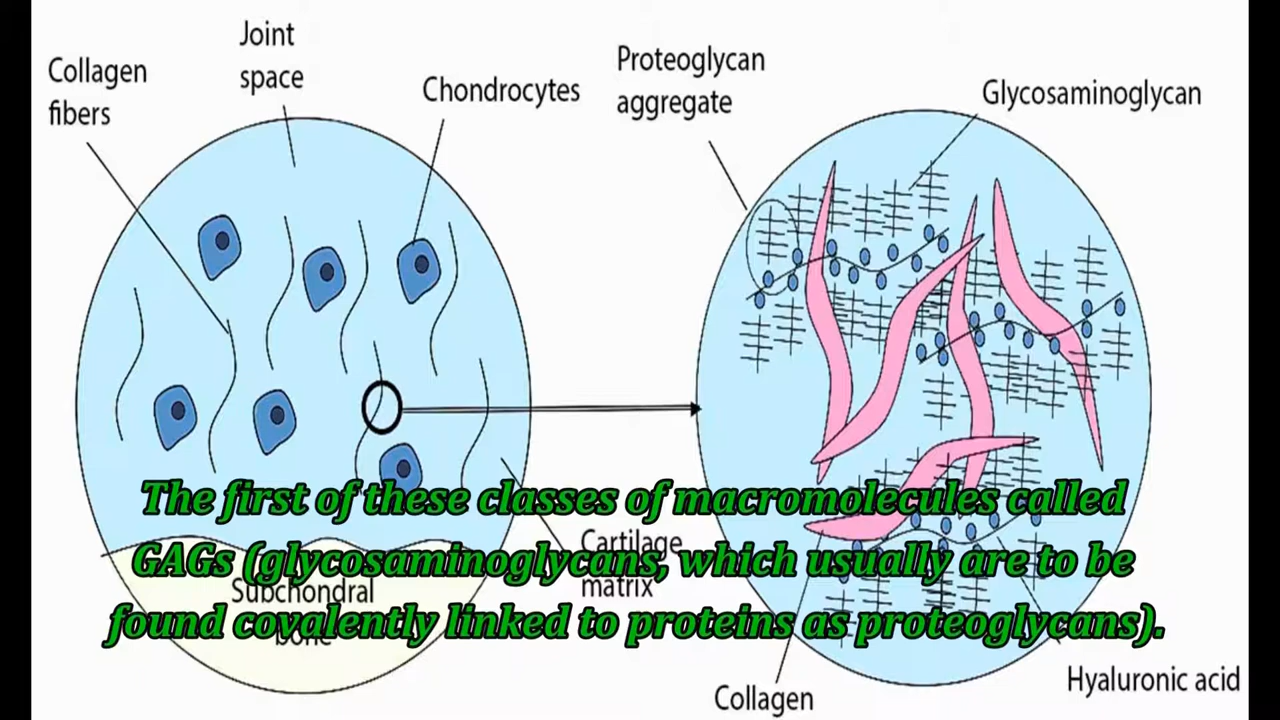 Joint
space
Collagen
fibers
Chondrocytes
Proteoglycan
aggregate
Glycosaminoglycan
The first of these classes of macromolecules called
GAGs (glycosaminoglycans, which usually are to be
found covalently linked to proteins as proteoglycans).
Cartilage
matrix
Subchondral
bone
Collagen
Hyaluronic acid